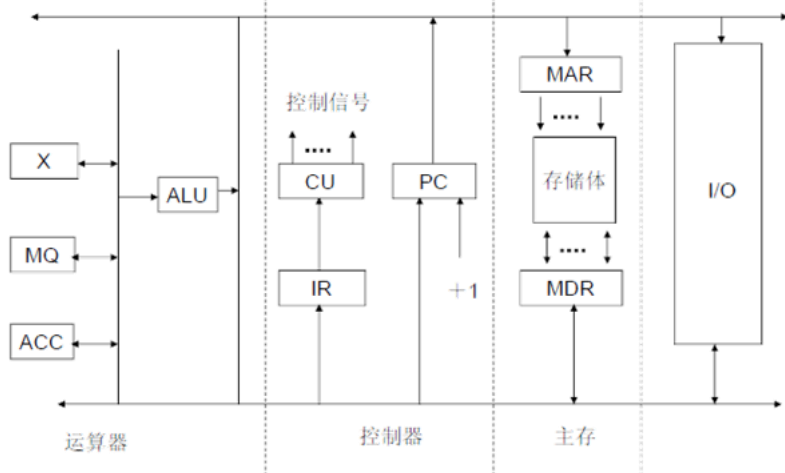 MAR
控制信号
....
....
X
CU
PC
存储体
ALU
I/O
MQ
....
IR
+1
MDR
ACC
运算器
控制器
主存